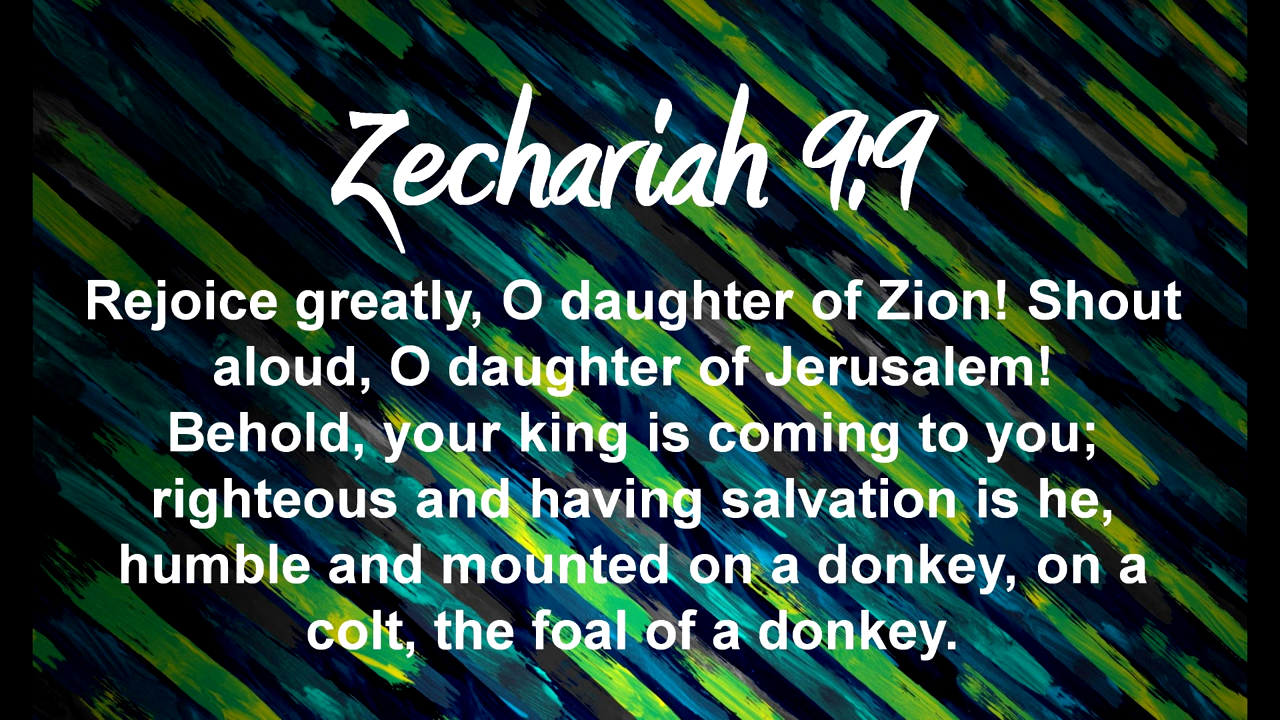 Zechariah 9:9
Rejoice greatly, O daughter of Zion! Shout
aloud, O daughter of Jerusalem!
Behold, your king is coming to you;
righteous and having salvation is he,
humble and mounted on a donkey, on a
colt, the foal of a donkey.